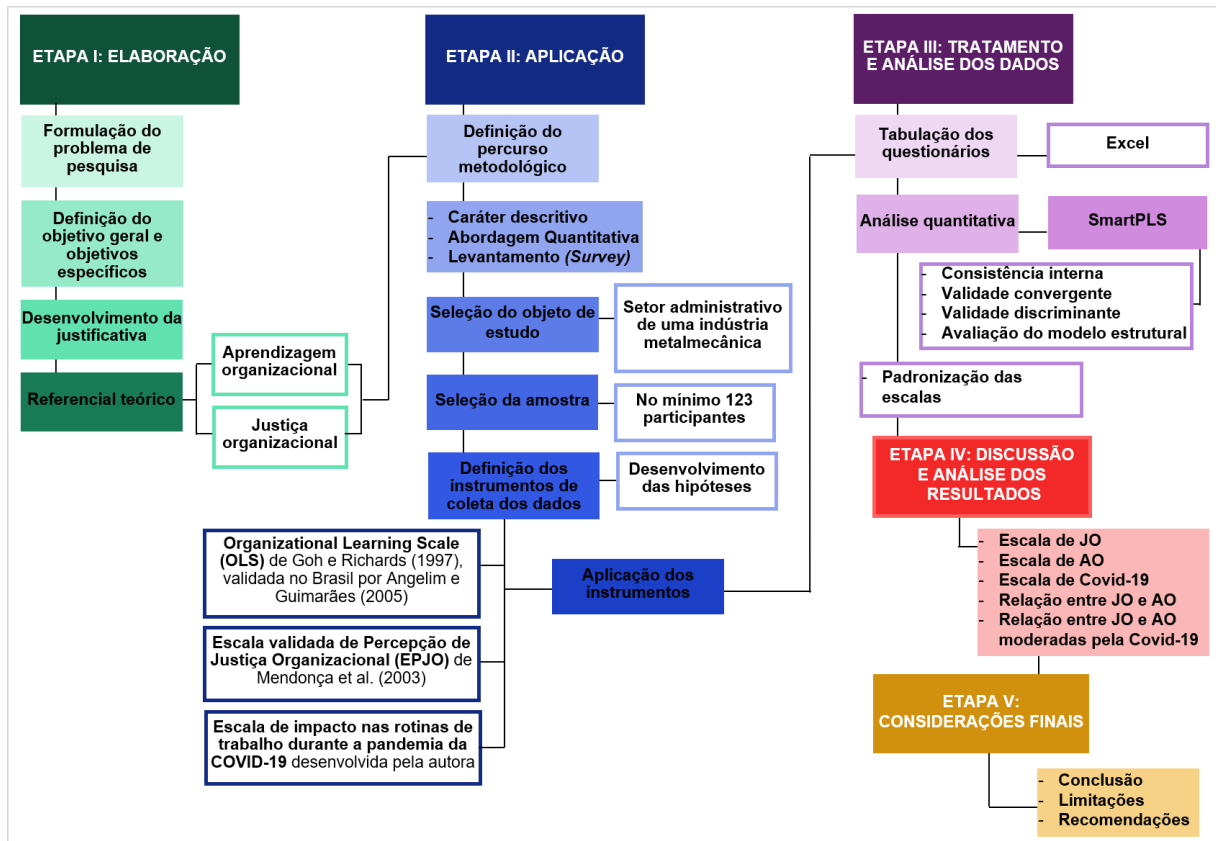 ETAPA I: ELABORAÇÃO
Formulação do
problema de
pesquisa
Definição do
objetivo geral e
objetivos
específicos
Desenvolvimento da
justificativa
Referencial teórico
Aprendizagem
organizacional
Justiça
organizacional
ETAPA II: APLICAÇÃO
Definição do
percurso
metodológico
- Caráter descritivo
- Abordagem Quantitativa
- Levantamento (Survey)
Seleção do objeto de
estudo
Setor administrativo
de uma indústria
metalmecânica
Seleção da amostra
No mínimo 123
participantes
Definição dos
instrumentos de
coleta dos dados
Desenvolvimento
das hipóteses
Organizational Learning Scale
(OLS) de Goh e Richards (1997),
validada no Brasil por Angelim e
Guimarães (2005)
Escala validada de Percepção de
Justiça Organizacional (EPJO) de
Mendonça et al. (2003)
Escala de impacto nas rotinas de
trabalho durante a pandemia da
COVID-19 desenvolvida pela autora
Aplicação dos
instrumentos
ETAPA III: TRATAMENTO
E ANÁLISE DOS DADOS
Tabulação dos
questionários
Excel
Análise quantitativa
SmartPLS
- Consistência interna
- Validade convergente
- Validade discriminante
- Avaliação do modelo estrutural
- Padronização das
escalas
ETAPA IV: DISCUSSÃO
E ANÁLISE DOS
RESULTADOS
- Escala de JO
- Escala de AO
- Escala de Covid-19
- Relação entre JO e AO
- Relação entre JO e AO
moderadas pela Covid-19
ETAPA V:
CONSIDERAÇÕES FINAIS
- Conclusão
- Limitações
- Recomendações